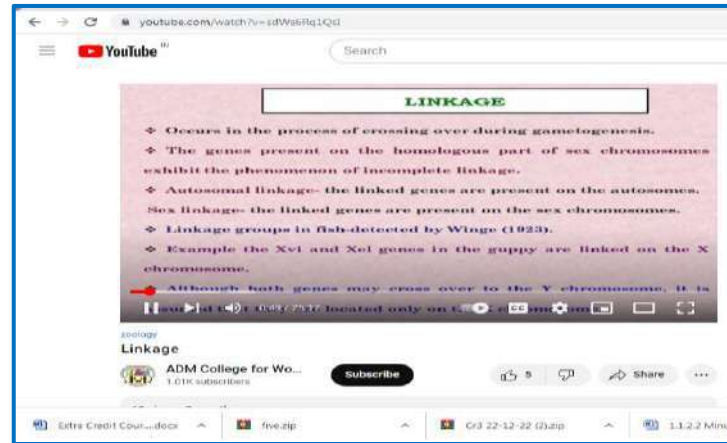 youtube.com/watch?v=
YouTube IN
Search
LINKAGE
❖ Occurs in the process of crossing over during gametogenesis.
❖ The genes present on the homologous part of sex chromosomes
exhibit the phenomenon of incomplete linkage.
❖ Autosomal linkage- the linked genes are present on the autosomes.
Sex linkage- the linked genes are present on the sex chromosomes.
❖ Linkage groups in fish-detected by Winge (1923).
❖ Example the Xvi and Xel genes in the guppy are linked on the X
chromosome.
❖ Although both genes may cross over to the Y chromosome, it is
located only on
zoology
Linkage
ADM College for Wo...
1.01K subscribers
Subscribe
5
Share
Extra Credit Cour....docx
five.zip
Cr3 22-12-22 (2).zip
1.1.2.2 Min